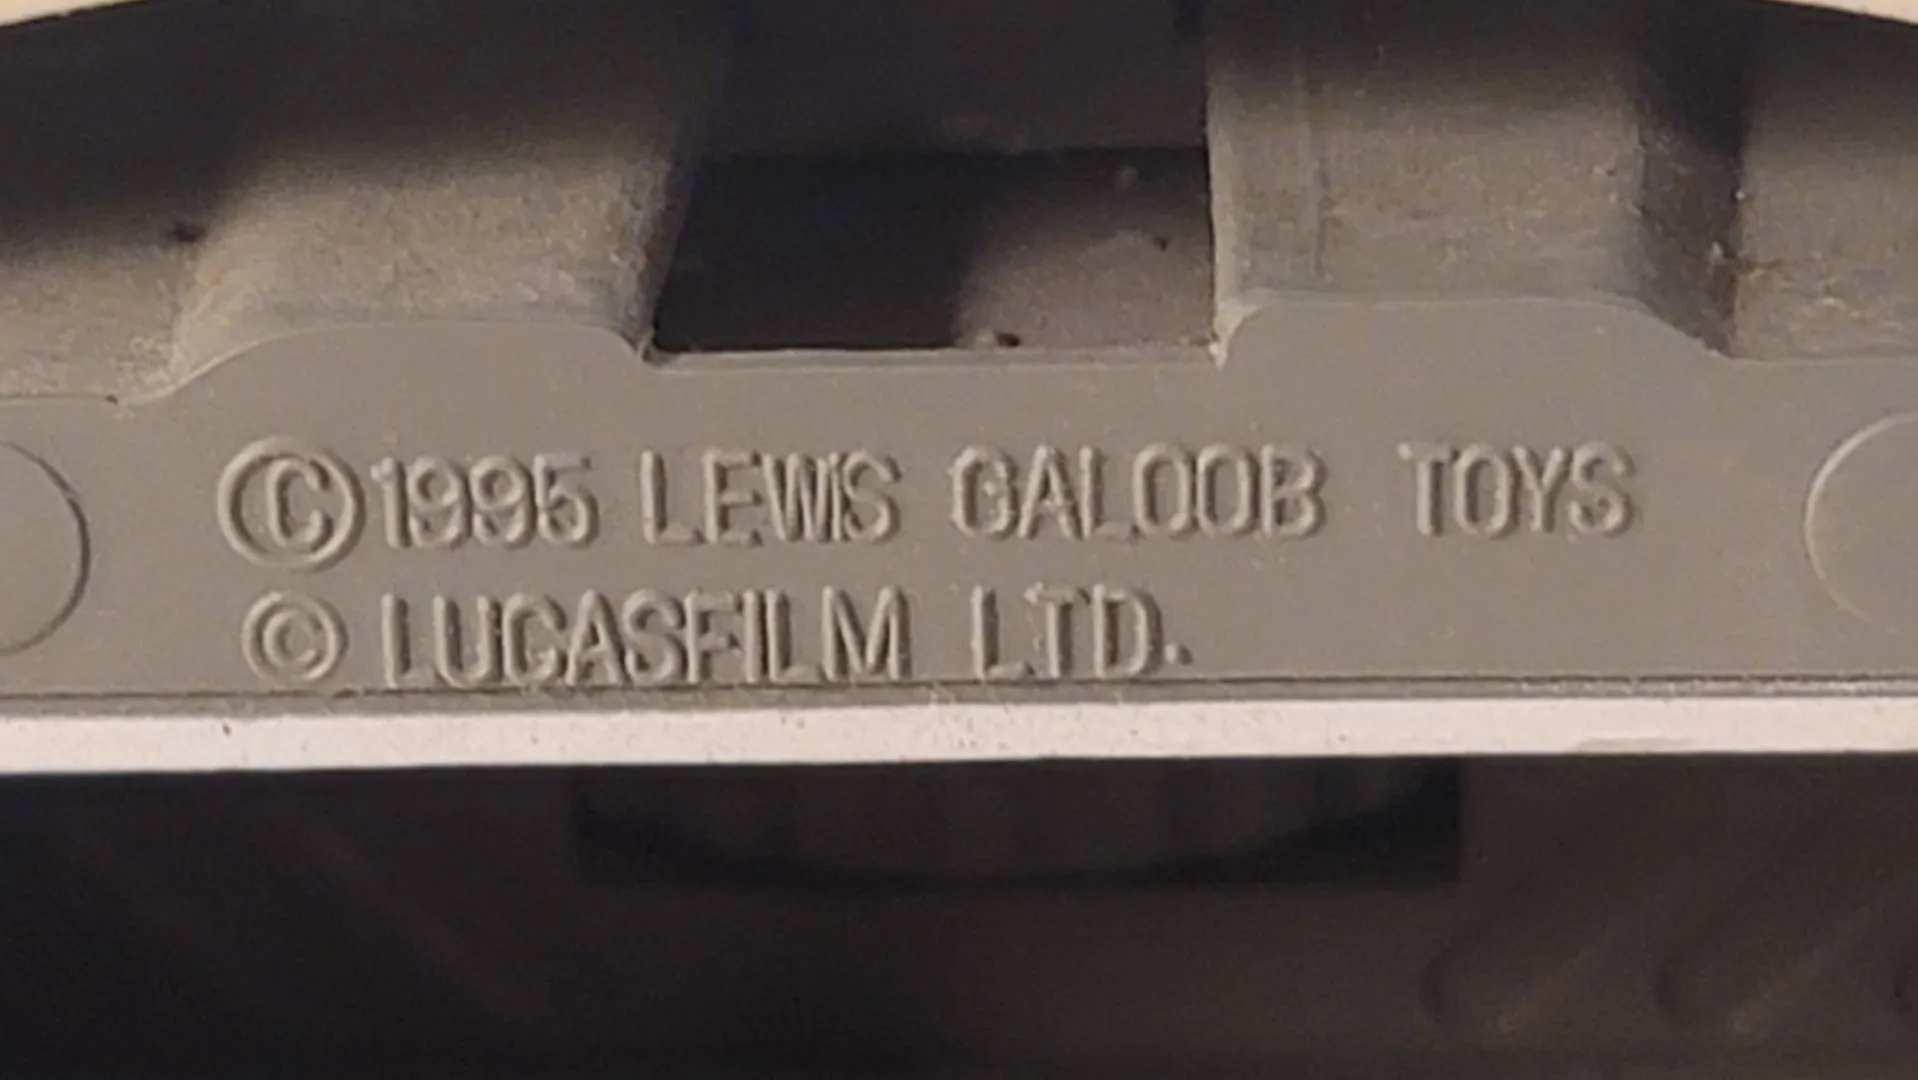 ©1995 LEWIS GALOOB TOYS
© LUCASFILM LTD.